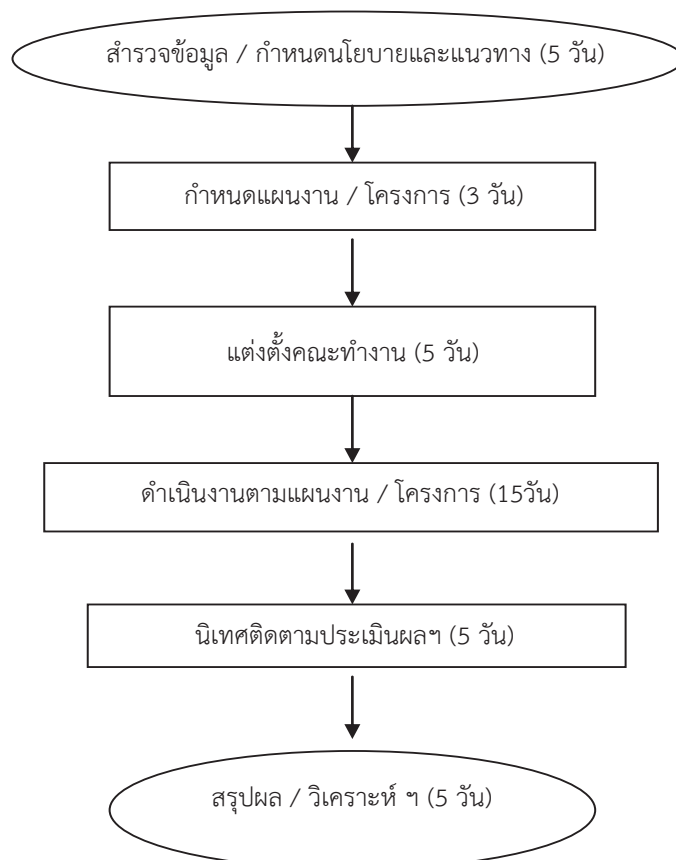 สำรวจข้อมูล / กำหนดนโยบายและแนวทาง (5 วัน)
กำหนดแผนงาน / โครงการ (3 วัน)
แต่งตั้งคณะทำงาน (5 วัน)
ดำเนินงานตามแผนงาน / โครงการ (15วัน)
นิเทศติดตามประเมินผลฯ (5 วัน)
สรุปผล / วิเคราะห์ ฯ (5 วัน)